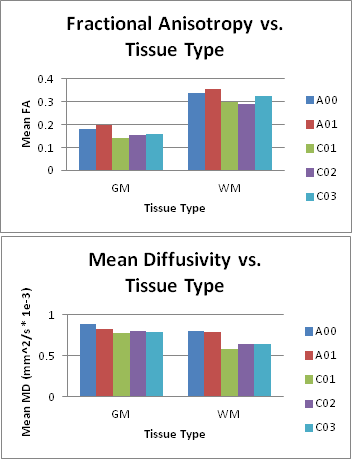 Fractional Anisotropy vs.
Tissue Type
Mean FA
0.4
0.3
0.2
0.1
0
GM WM
Tissue Type
A00
A01
C01
C02
C03
Mean Diffusivity vs.
Tissue Type
Mean MD (mm^2/s * 1e-3)
1
0.5
0
GM WM
Tissue Type
A00
A01
C01
C02
C03